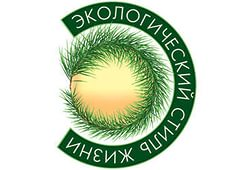 ЭКОЛОГИЧЕСКИЙ СТИЛЬ ЖИЗНИ